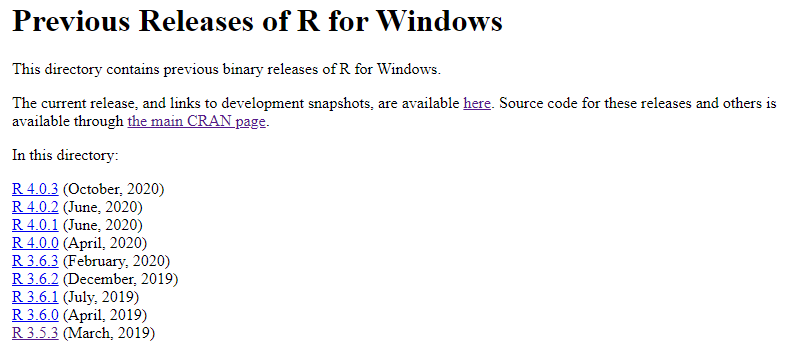 Previous Releases of R for Windows
This directory contains previous binary releases of R for Windows.
The current release, and links to development snapshots, are available here. Source code for these releases and others is
available through the main CRAN page.
In this directory:
R 4.0.3 (October, 2020)
R 4.0.2 (June, 2020)
R 4.0.1 (June, 2020)
R 4.0.0 (April, 2020)
R 3.6.3 (February, 2020)
R 3.6.2 (December, 2019)
R 3.6.1 (July, 2019)
R 3.6.0 (April, 2019)
R 3.5.3 (March, 2019)